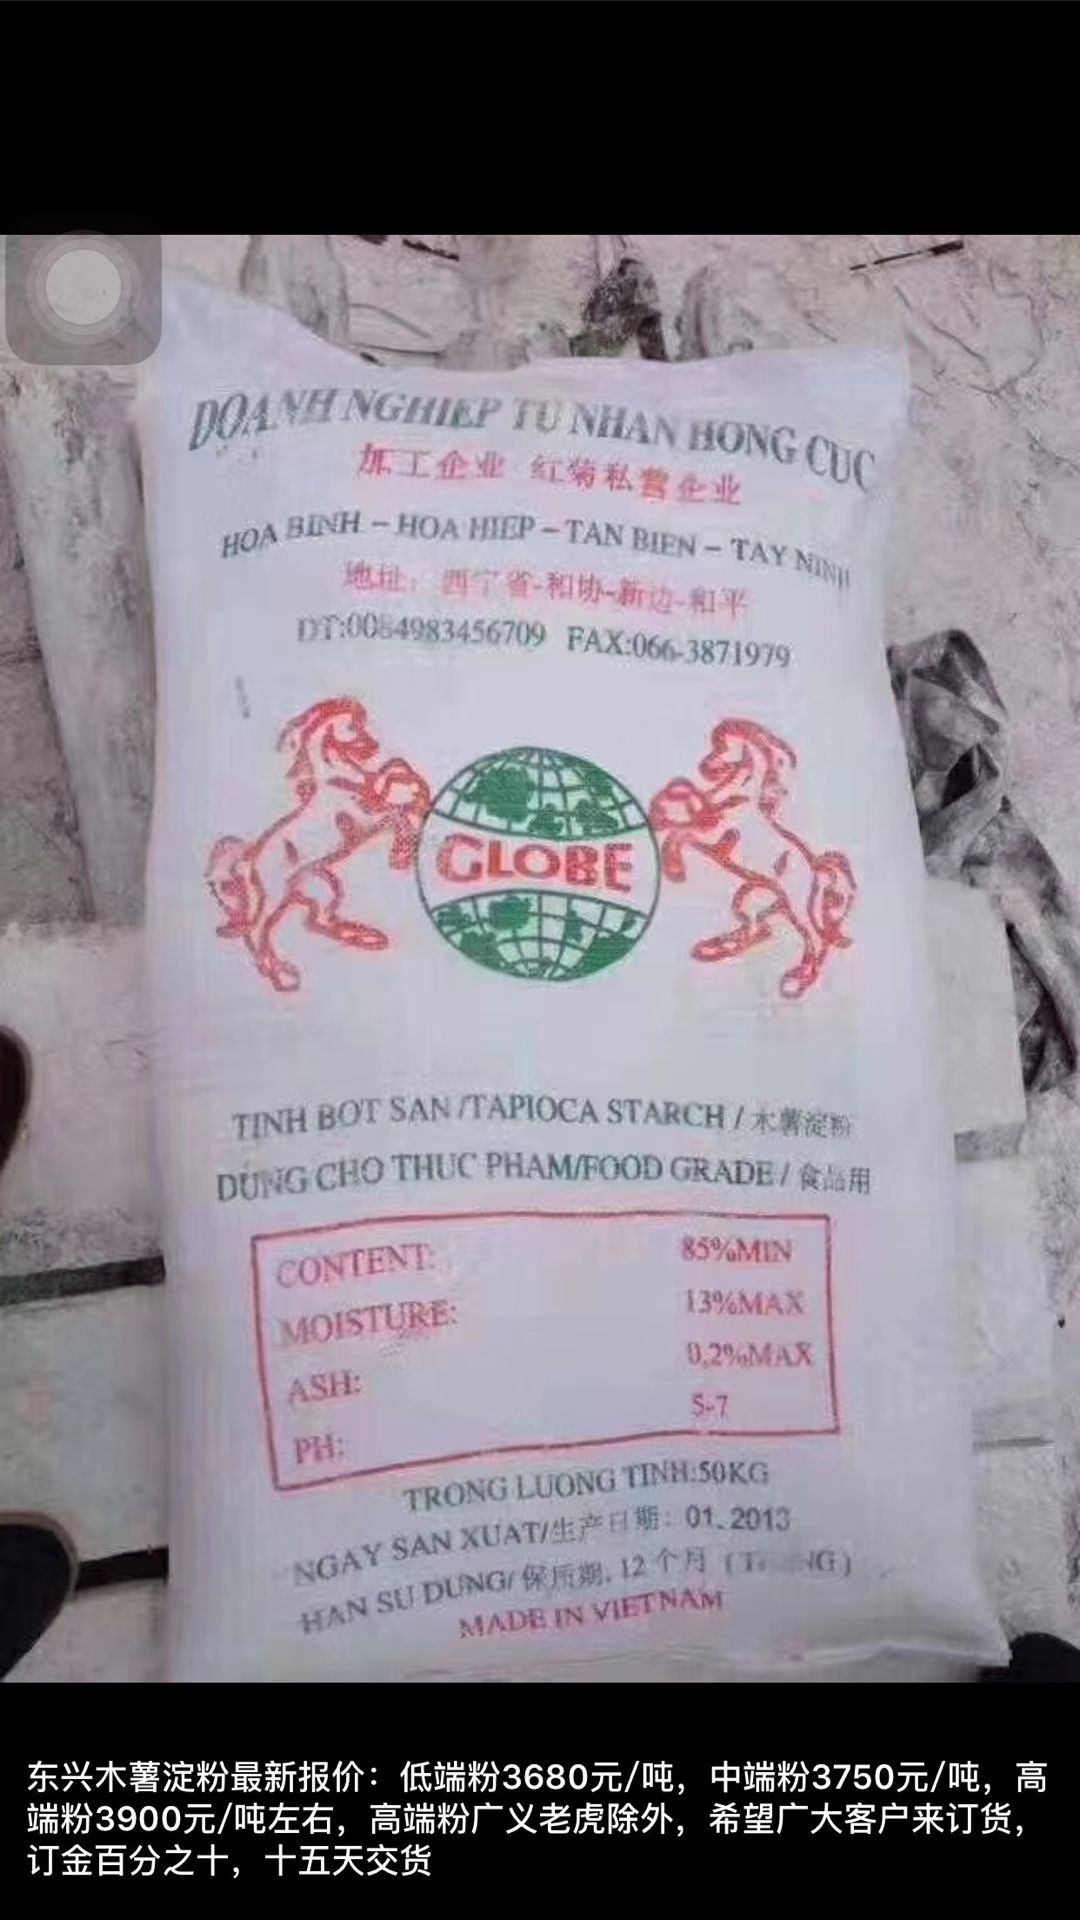 DOANH NGHIEP TU NHAN HONG CUC
加工企业 红菊私营企业
HOA BINH – HOA HIEP – TAN BIEN – TAY NINH
地址：西宁省-和协-新边-和平
DT:0084983456709 FAX:066-3871979
GLOBE
TINH BOT SAN /TAPIOCA STARCH / 木薯淀粉
DUNG CHO THUC PHAM/FOOD GRADE / 食品用
CONTENT: 85%MIN
MOISTURE: 13%MAX
ASH: 0,2%MAX
PH: 5-7
TRONG LUONG TINH:50KG
NGAY SAN XUAT/生产日期：01.2013
HAN SU DUNG/ 保质期. 12 个月
MADE IN VIETNAM
东兴木薯淀粉最新报价：低端粉3680元/吨，中端粉3750元/吨，高
端粉3900元/吨左右，高端粉广义老虎除外，希望广大客户来订货，
订金百分之十，十五天交货